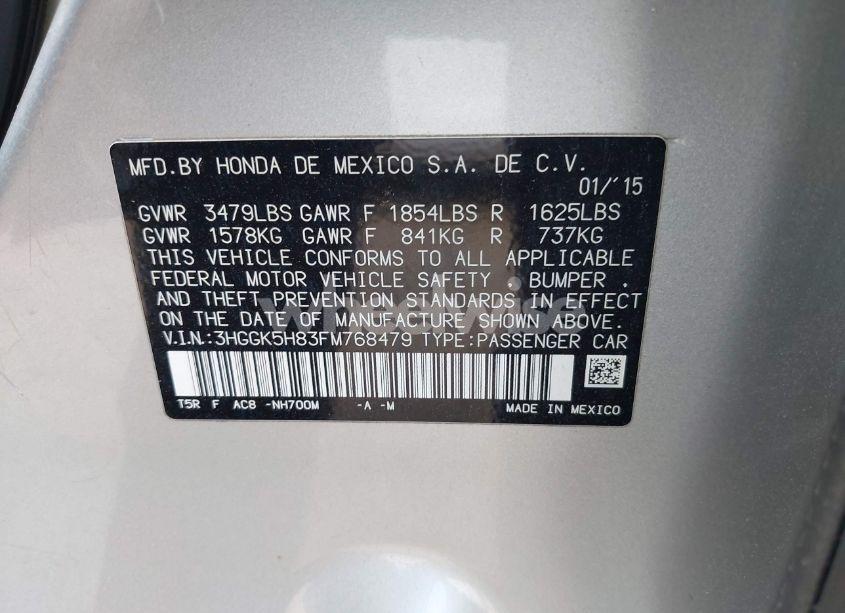 MFD.BY HONDA DE MEXICO S.A. DE C.V.
01/'15
GVWR 3479LBS GAWR F 1854LBS R 1625LBS
GVWR 1578KG GAWR F 841KG R 737KG
THIS VEHICLE CONFORMS TO ALL APPLICABLE
FEDERAL MOTOR VEHICLE SAFETY , BUMPER ,
AND THEFT PREVENTION STANDARDS IN EFFECT
ON THE DATE OF MANUFACTURE SHOWN ABOVE.
V.I.N.:3HGGK5H83FM768479 TYPE:PASSENGER CAR
T5R F AC8 -NH700M -A -M
MADE IN MEXICO